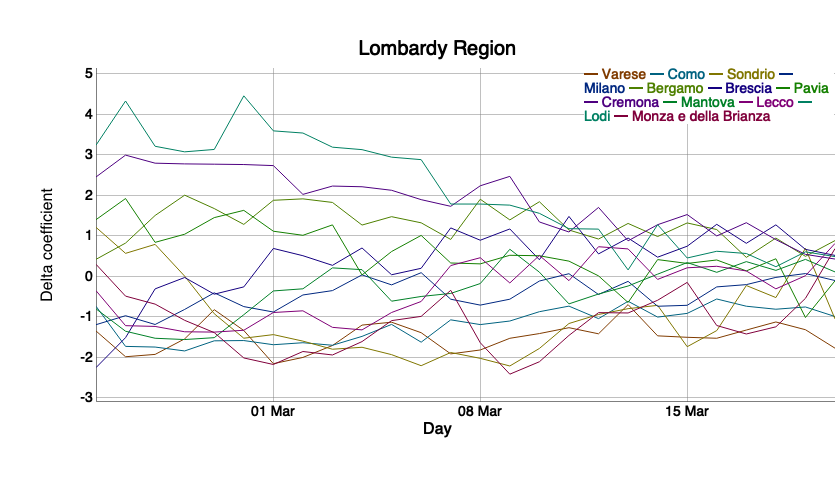 Lombardy Region
Varese Como Sondrio
Milano Bergamo Brescia Pavia
Cremona Mantova Lecco
Lodi Monza e della Brianza
5
4
3
2
1
0
-1
-2
-3
Delta coefficient
01 Mar 08 Mar 15 Mar
Day